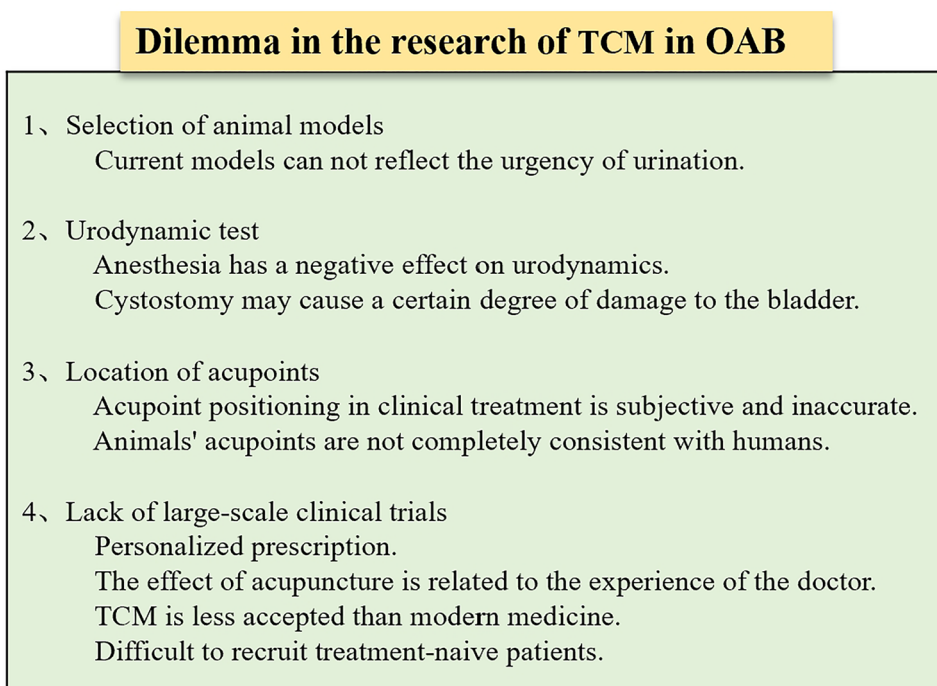 Dilemma in the research of TCM in OAB
1、Selection of animal models
Current models can not reflect the urgency of urination.
2、Urodynamic test
Anesthesia has a negative effect on urodynamics.
Cystostomy may cause a certain degree of damage to the bladder.
3、Location of acupoints
Acupoint positioning in clinical treatment is subjective and inaccurate.
Animals' acupoints are not completely consistent with humans.
4、Lack of large-scale clinical trials
Personalized prescription.
The effect of acupuncture is related to the experience of the doctor.
TCM is less accepted than modern medicine.
Difficult to recruit treatment-naive patients.